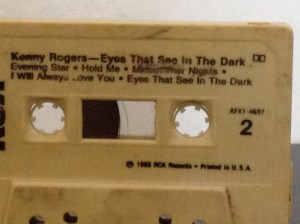 Kenny Rogers—Eyes That See In The Dark
Evening Star • Hold Me • Midsummer Nights •
I Will Always Love You • Eyes That See In The Dark
AFK1-4697
2
℗ 1983 RCA Records • Printed in U.S.A.